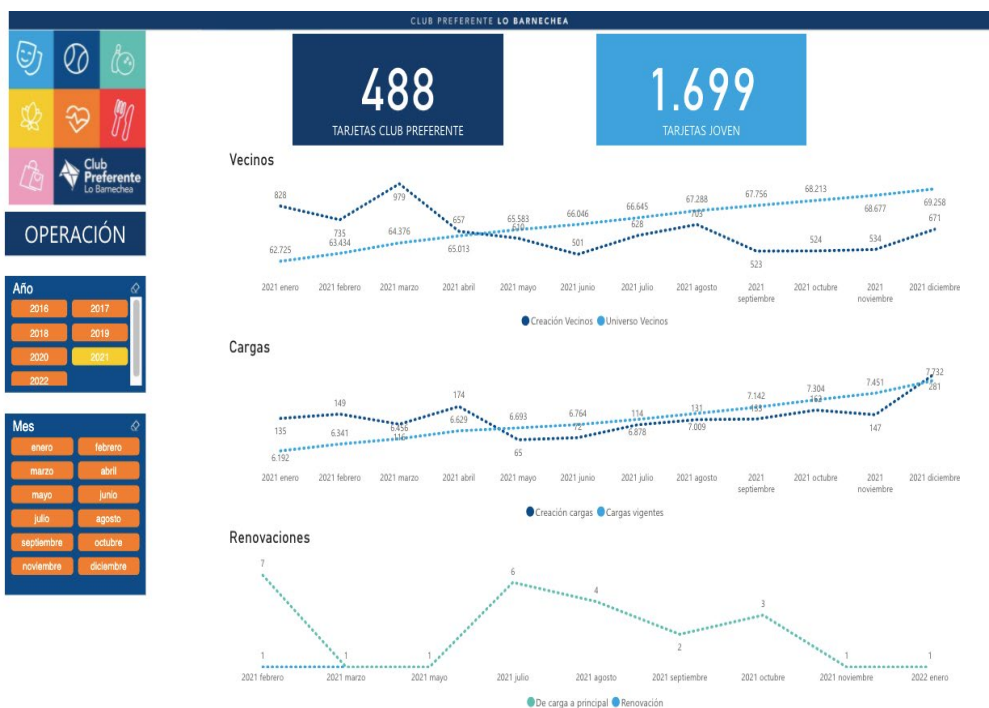 CLUB PREFERENTE LO BARNECHEA
Club
Preferente
Lo Barnechea
OPERACIÓN
Año
2016 2017
2018 2019
2020 2021
2022
Mes
enero febrero
marzo abril
mayo junio
julio agosto
septiembre octubre
noviembre diciembre
488
TARJETAS CLUB PREFERENTE
1.699
TARJETAS JOVEN
Vecinos
828 735 979 657 610 501 628 703 523 524 534 671
62.725 63.434 64.376 65.013 65.583 66.046 66.645 67.288 67.756 68.213 68.677 69.258
2021 enero 2021 febrero 2021 marzo 2021 abril 2021 mayo 2021 junio 2021 julio 2021 agosto 2021 septiembre 2021 octubre 2021 noviembre 2021 diciembre
Creación Vecinos Universo Vecinos
Cargas
135 149 116 174 65 72 114 131 133 162 147 281
6.192 6.341 6.456 6.629 6.693 6.764 6.878 7.009 7.142 7.304 7.451 7.732
2021 enero 2021 febrero 2021 marzo 2021 abril 2021 mayo 2021 junio 2021 julio 2021 agosto 2021 septiembre 2021 octubre 2021 noviembre 2021 diciembre
Creación cargas Cargas vigentes
Renovaciones
7 1 1 1 6 4 2 3 1 1
2021 febrero 2021 marzo 2021 mayo 2021 julio 2021 agosto 2021 septiembre 2021 octubre 2021 noviembre 2022 enero
De carga a principal Renovación